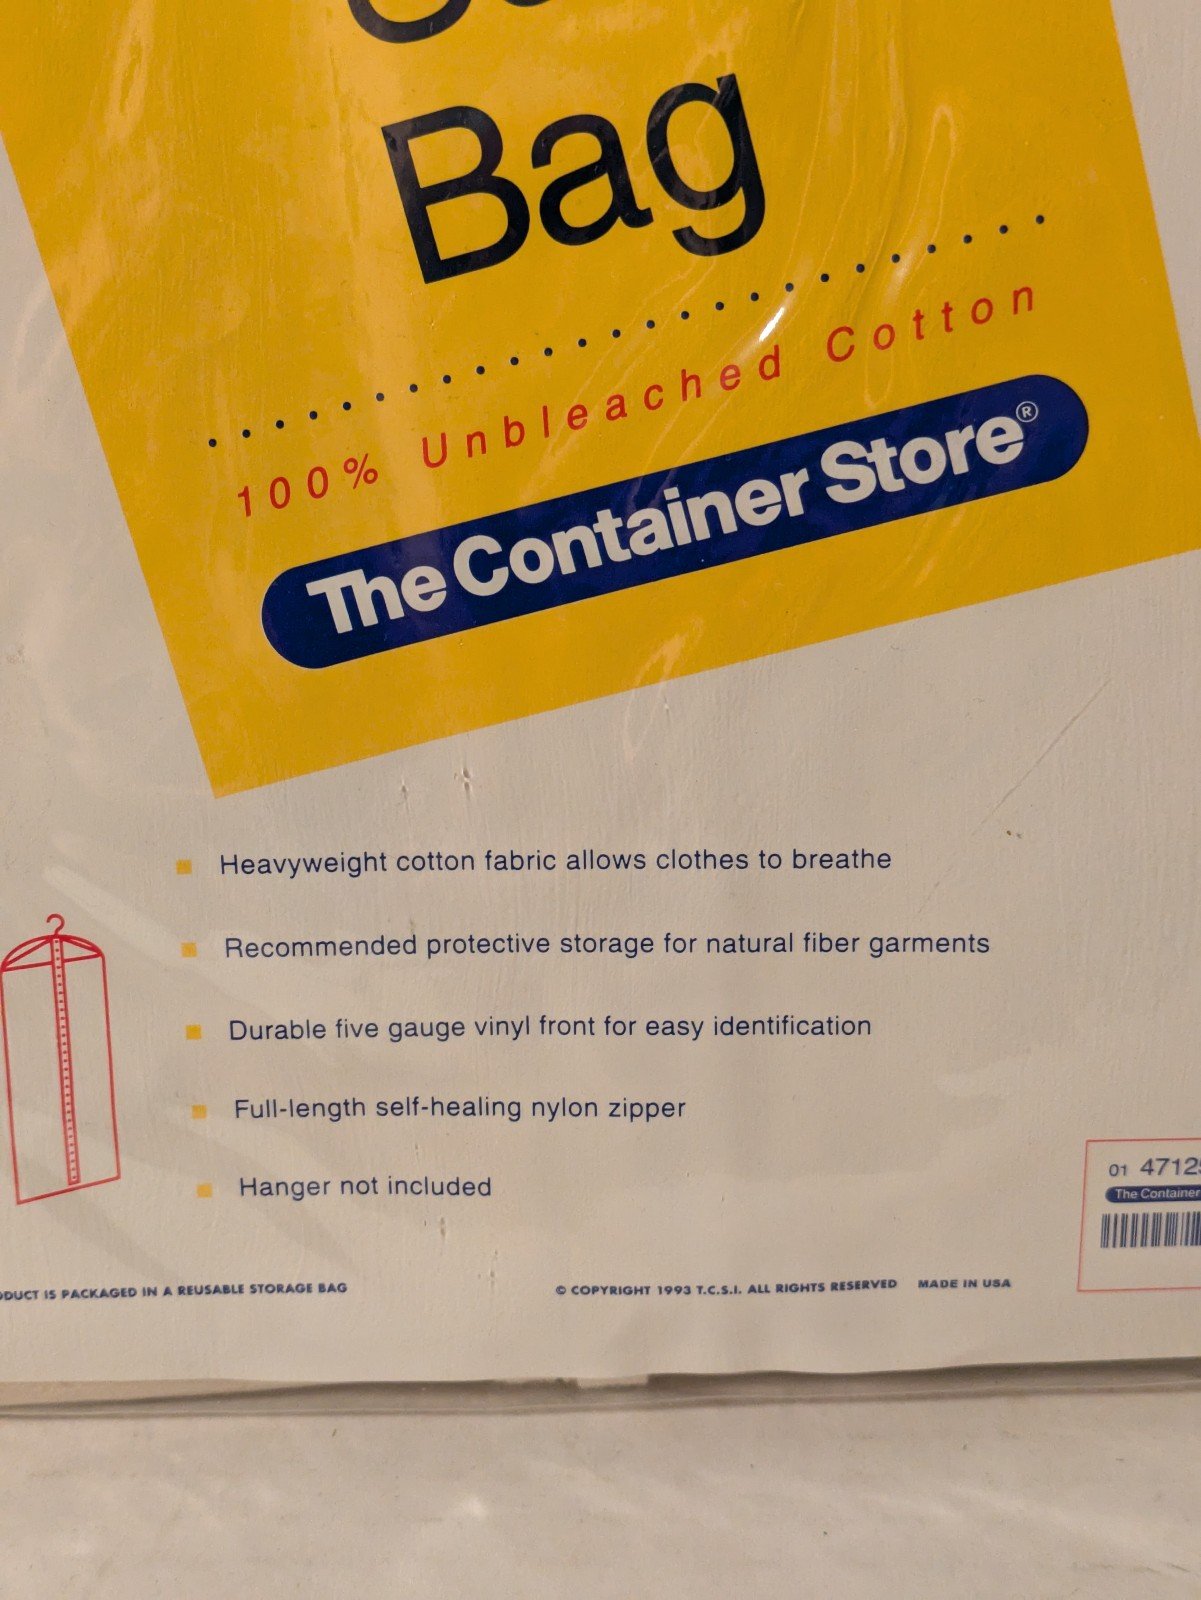 Bag
100% Unbleached Cotton
The Container Store®
Heavyweight cotton fabric allows clothes to breathe
Recommended protective storage for natural fiber garments
Durable five gauge vinyl front for easy identification
Full-length self-healing nylon zipper
Hanger not included
01 4712
The Container
IS PACKAGED IN A REUSABLE STORAGE BAG
© COPYRIGHT 1993 T.C.S.I. ALL RIGHTS RESERVED MADE IN USA